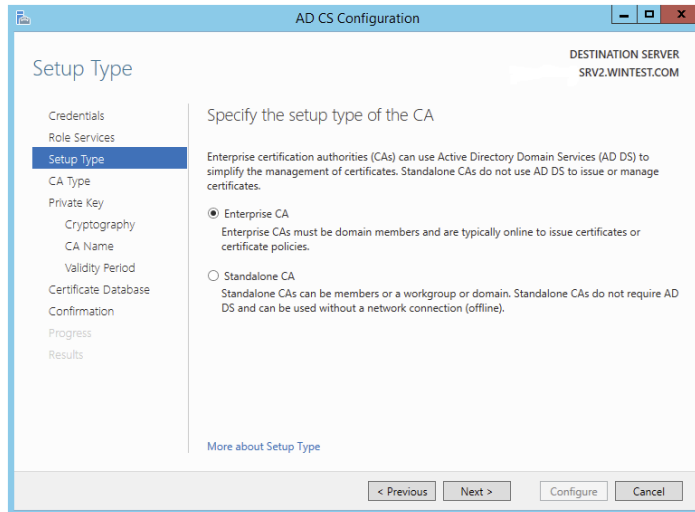 AD CS Configuration
DESTINATION SERVER
SRV2.WINTEST.COM
Setup Type
Credentials
Role Services
Setup Type
CA Type
Private Key
Cryptography
CA Name
Validity Period
Certificate Database
Confirmation
Progress
Results
Specify the setup type of the CA
Enterprise certification authorities (CAs) can use Active Directory Domain Services (AD DS) to
simplify the management of certificates. Standalone CAs do not use AD DS to issue or manage
certificates.
Enterprise CA
Enterprise CAs must be domain members and are typically online to issue certificates or
certificate policies.
Standalone CA
Standalone CAs can be members or a workgroup or domain. Standalone CAs do not require AD
DS and can be used without a network connection (offline).
More about Setup Type
< Previous
Next >
Configure
Cancel